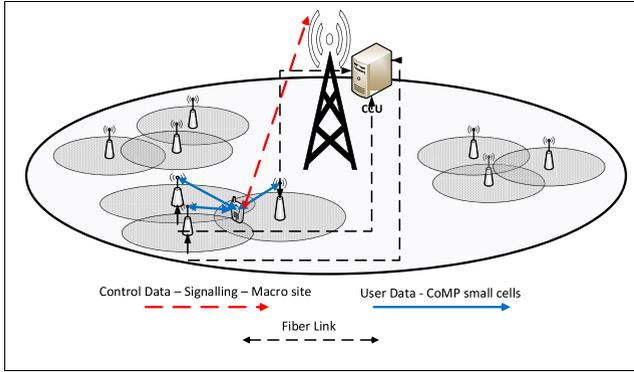 CCU
Control Data – Signalling – Macro site
User Data - CoMP small cells
Fiber Link